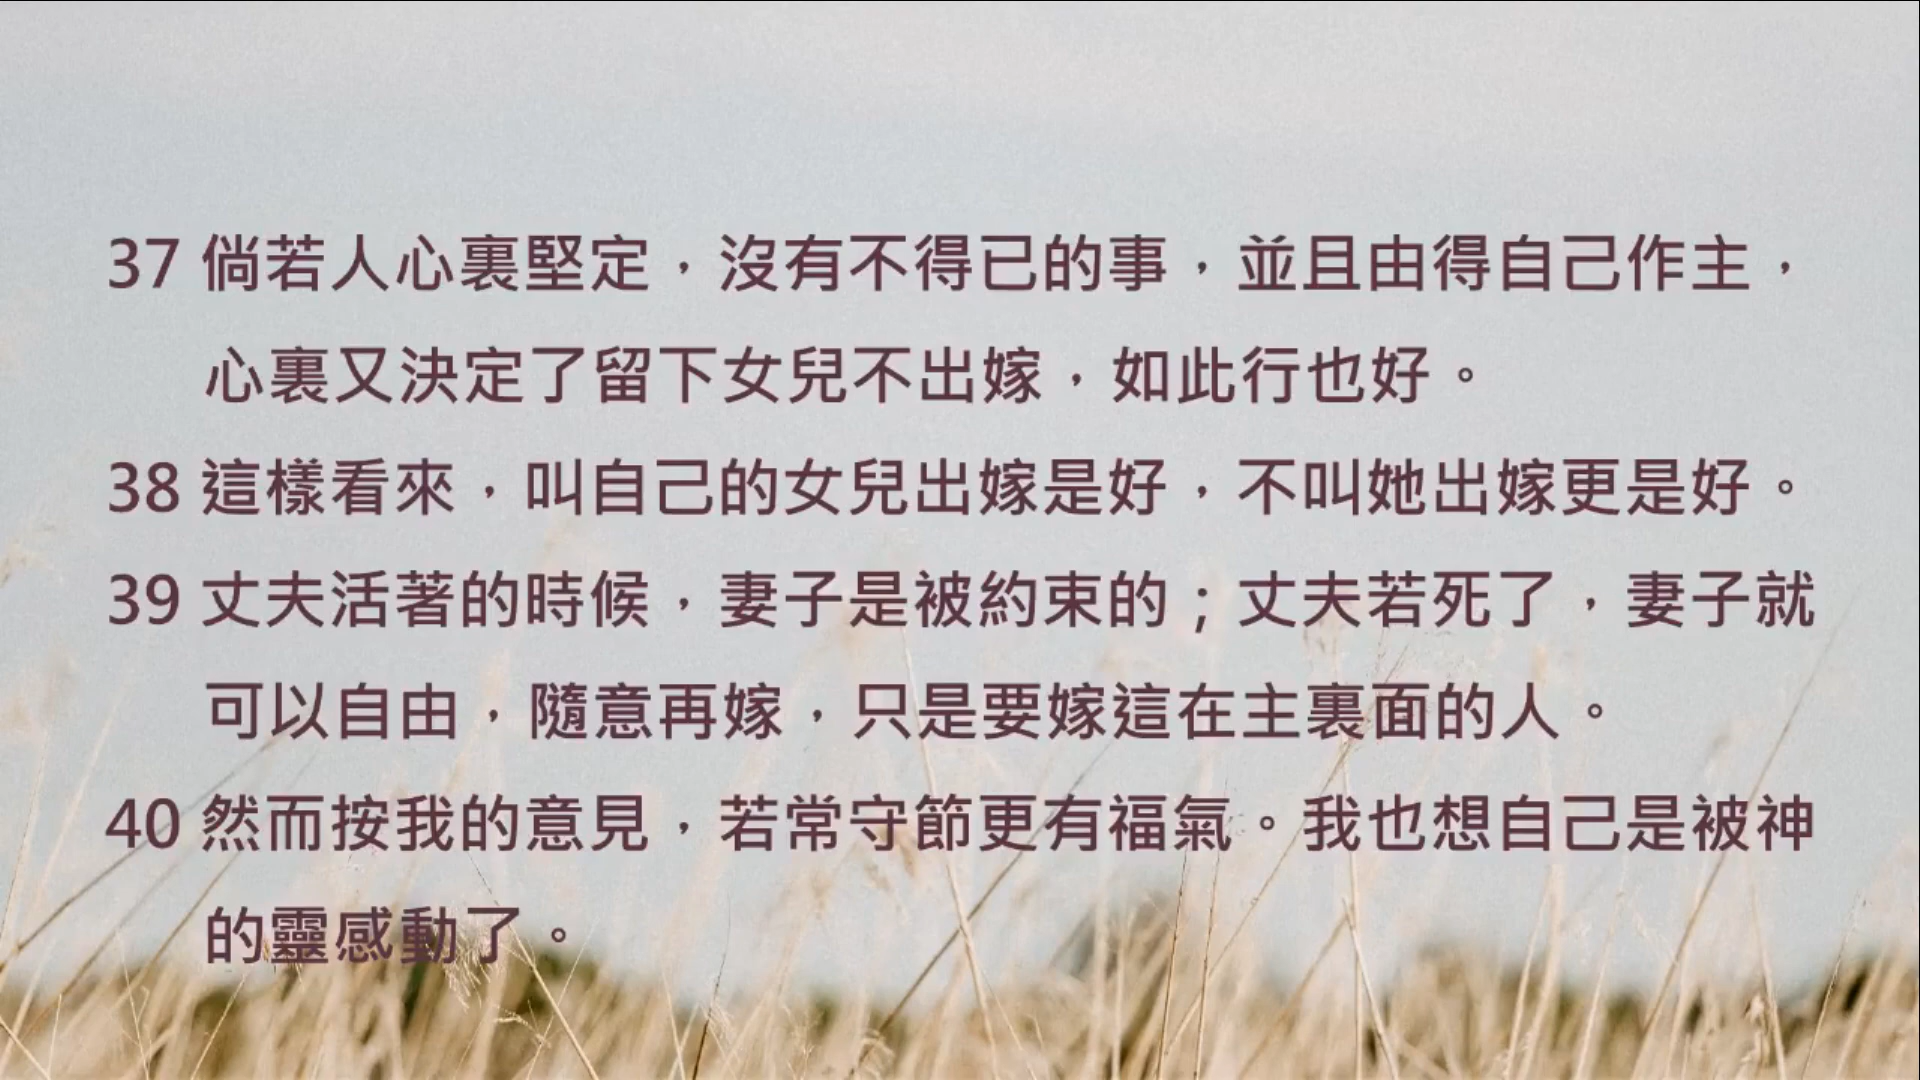 37 倘若人心裏堅定，沒有不得已的事，並且由得自己作主，
心裏又決定了留下女兒不出嫁，如此行也好。
38 這樣看來，叫自己的女兒出嫁是好，不叫她出嫁更是好。
39 丈夫活著的時候，妻子是被約束的；丈夫若死了，妻子就
可以自由，隨意再嫁，只是要嫁這在主裏面的人。
40 然而按我的意見，若常守節更有福氣。我也想自己是被神
的靈感動了。